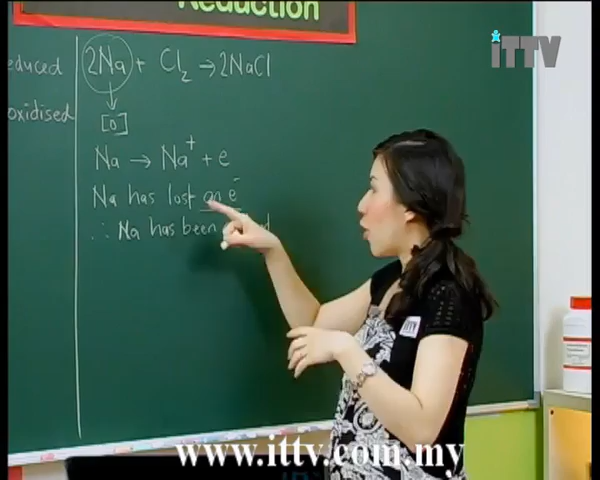 Reduction
iTTV
educed
2Na + Cl₂ → 2NaCl
oxidised
[O]
Na → Na⁺ + e
Na has lost an e⁻
∴ Na has been
www.ittv.com.my